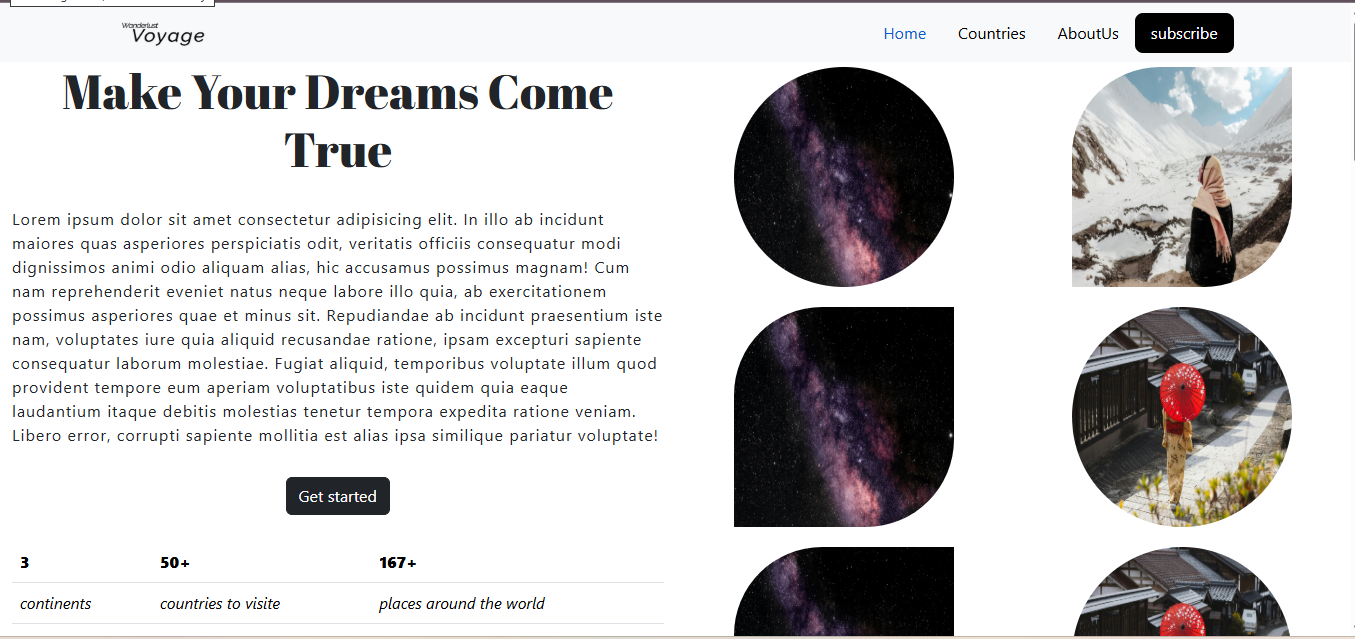 Wanderlust
Voyage
Home
Countries
AboutUs
subscribe
Make Your Dreams Come
True
Lorem ipsum dolor sit amet consectetur adipisicing elit. In illo ab incidunt
maiores quas asperiores perspiciatis odit, veritatis officiis consequatur modi
dignissimos animi odio aliquam alias, hic accusamus possimus magnam! Cum
nam reprehenderit eveniet natus neque labore illo quia, ab exercitationem
possimus asperiores quae et minus sit. Repudiandae ab incidunt praesentium iste
nam, voluptates iure quia aliquid recusandae ratione, ipsam excepturi sapiente
consequatur laborum molestiae. Fugiat aliquid, temporibus voluptate illum quod
provident tempore eum aperiam voluptatibus iste quidem quia eaque
laudantium itaque debitis molestias tenetur tempora expedita ratione veniam.
Libero error, corrupti sapiente mollitia est alias ipsa similique pariatur voluptate!
Get started
3
50+
167+
continents
countries to visite
places around the world